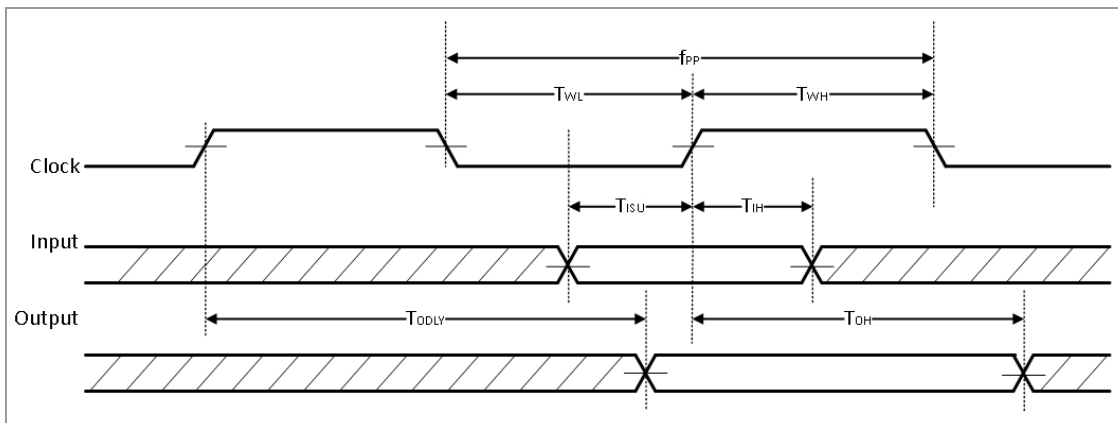 fPP
TWL TWH
Clock
TISU TIH
Input
Output TODLY TOH